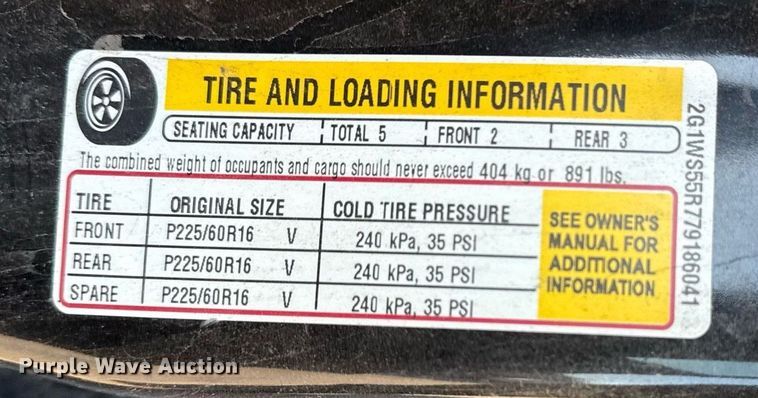 TIRE AND LOADING INFORMATION
SEATING CAPACITY TOTAL 5 FRONT 2 REAR 3
The combined weight of occupants and cargo should never exceed 404 kg or 891 lbs.
TIRE ORIGINAL SIZE COLD TIRE PRESSURE
FRONT P225/60R16 V 240 kPa, 35 PSI
REAR P225/60R16 V 240 kPa, 35 PSI
SPARE P225/60R16 V 240 kPa, 35 PSI
SEE OWNER'S
MANUAL FOR
ADDITIONAL
INFORMATION
2G1WS55R779186041
Purple Wave Auction